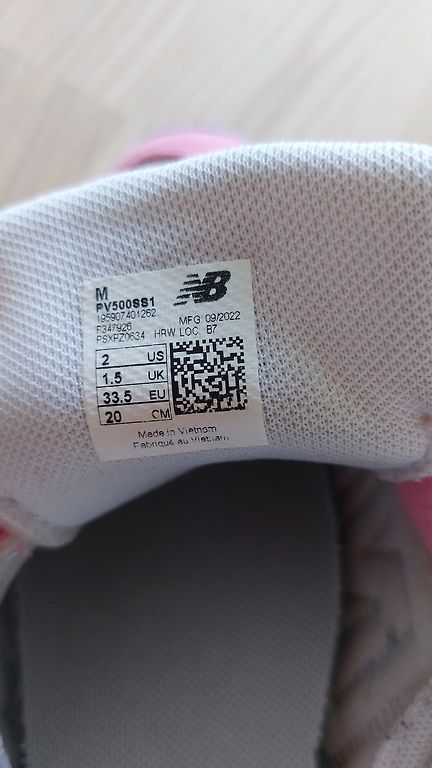 M
PV500SS1
195907401262
F347926 MFG 09/2022
PSXPZ0634 HRW LOC B7
NB
2 US
1.5 UK
33.5 EU
20 CM
Made in Vietnam
Fabriqué au Vietnam